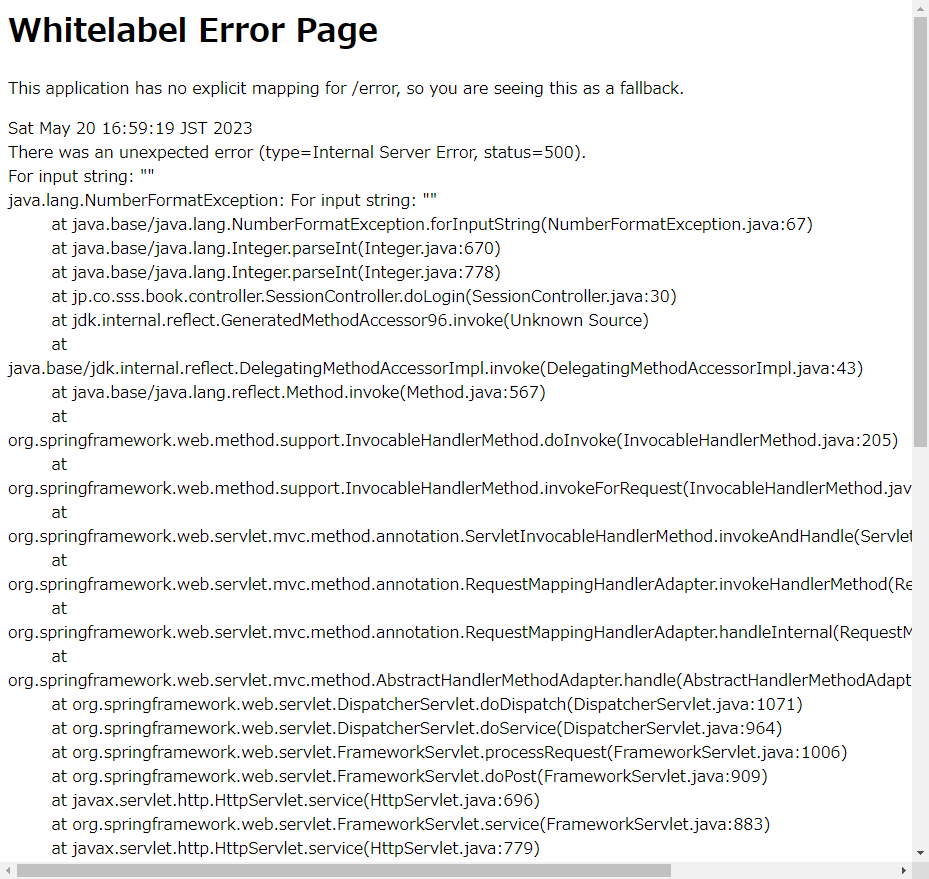 Whitelabel Error Page
This application has no explicit mapping for /error, so you are seeing this as a fallback.
Sat May 20 16:59:19 JST 2023
There was an unexpected error (type=Internal Server Error, status=500).
For input string: ""
java.lang.NumberFormatException: For input string: ""
at java.base/java.lang.NumberFormatException.forInputString(NumberFormatException.java:67)
at java.base/java.lang.Integer.parseInt(Integer.java:670)
at java.base/java.lang.Integer.parseInt(Integer.java:778)
at jp.co.sss.book.controller.SessionController.doLogin(SessionController.java:30)
at jdk.internal.reflect.GeneratedMethodAccessor96.invoke(Unknown Source)
at
java.base/jdk.internal.reflect.DelegatingMethodAccessorImpl.invoke(DelegatingMethodAccessorImpl.java:43)
at java.base/java.lang.reflect.Method.invoke(Method.java:567)
at
org.springframework.web.method.support.InvocableHandlerMethod.doInvoke(InvocableHandlerMethod.java:205)
at
org.springframework.web.method.support.InvocableHandlerMethod.invokeForRequest(InvocableHandlerMethod.jav
at
org.springframework.web.servlet.mvc.method.annotation.ServletInvocableHandlerMethod.invokeAndHandle(Servlet
at
org.springframework.web.servlet.mvc.method.annotation.RequestMappingHandlerAdapter.invokeHandlerMethod(Re
at
org.springframework.web.servlet.mvc.method.annotation.RequestMappingHandlerAdapter.handleInternal(RequestM
at
org.springframework.web.servlet.mvc.method.AbstractHandlerMethodAdapter.handle(AbstractHandlerMethodAdapt
at org.springframework.web.servlet.DispatcherServlet.doDispatch(DispatcherServlet.java:1071)
at org.springframework.web.servlet.DispatcherServlet.doService(DispatcherServlet.java:964)
at org.springframework.web.servlet.FrameworkServlet.processRequest(FrameworkServlet.java:1006)
at org.springframework.web.servlet.FrameworkServlet.doPost(FrameworkServlet.java:909)
at javax.servlet.http.HttpServlet.service(HttpServlet.java:696)
at org.springframework.web.servlet.FrameworkServlet.service(FrameworkServlet.java:883)
at javax.servlet.http.HttpServlet.service(HttpServlet.java:779)